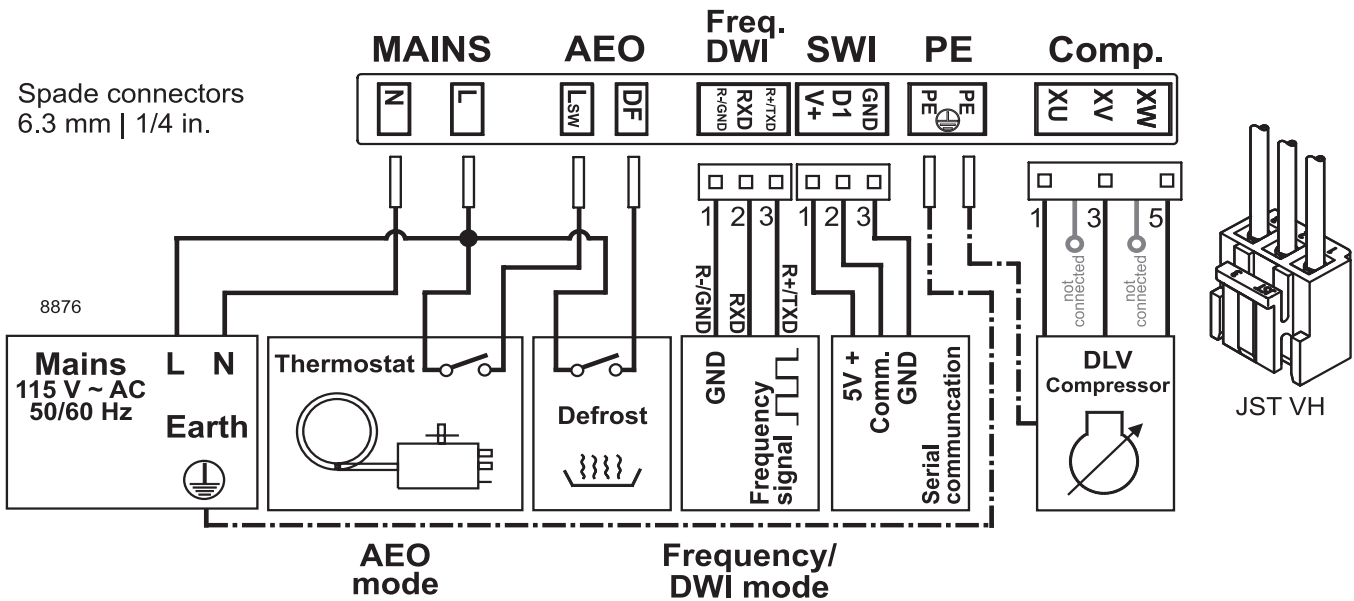 Freq.
MAINS AEO DWI SWI PE Comp.
Spade connectors
6.3 mm | 1/4 in.
N L Lsw DF R-/GND RXD R+/TXD V+ D1 GND PE PE XU XV XW
1 2 3 1 2 3 1 3 5
not connected not connected
R-/GND RXD R+/TXD
8876
Mains L N
115 V ~ AC
50/60 Hz
Earth
Thermostat
Defrost
GND
Frequency
signal
5V +
Comm.
GND
Serial
communcation
DLV
Compressor
JST VH
AEO
mode
Frequency/
DWI mode